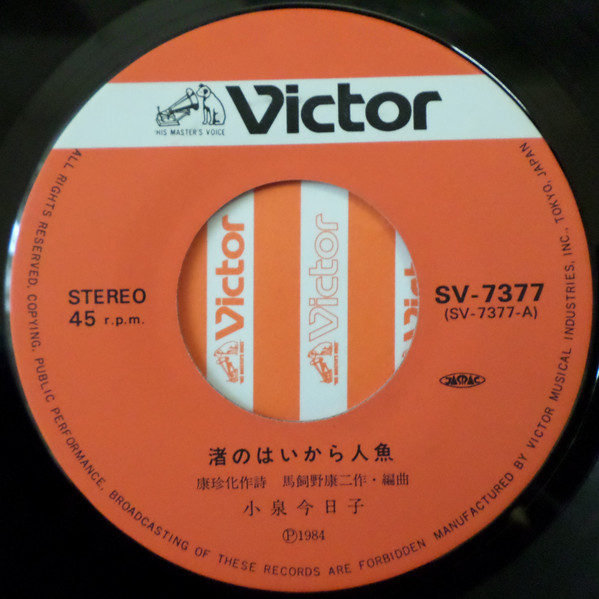 Victor
"HIS MASTER'S VOICE"
STEREO
45 r.p.m.
SV-7377
(SV-7377-A)
Victor
Victor
Victor
JASRAC
渚のはいから人魚
康珍化作詩 馬飼野康二作・編曲
小泉今日子
Ⓟ1984
ALL RIGHTS RESERVED. COPYING, PUBLIC PERFORMANCE, BROADCASTING OF THESE RECORDS ARE FORBIDDEN MANUFACTURED BY VICTOR MUSICAL INDUSTRIES, INC., TOKYO, JAPAN